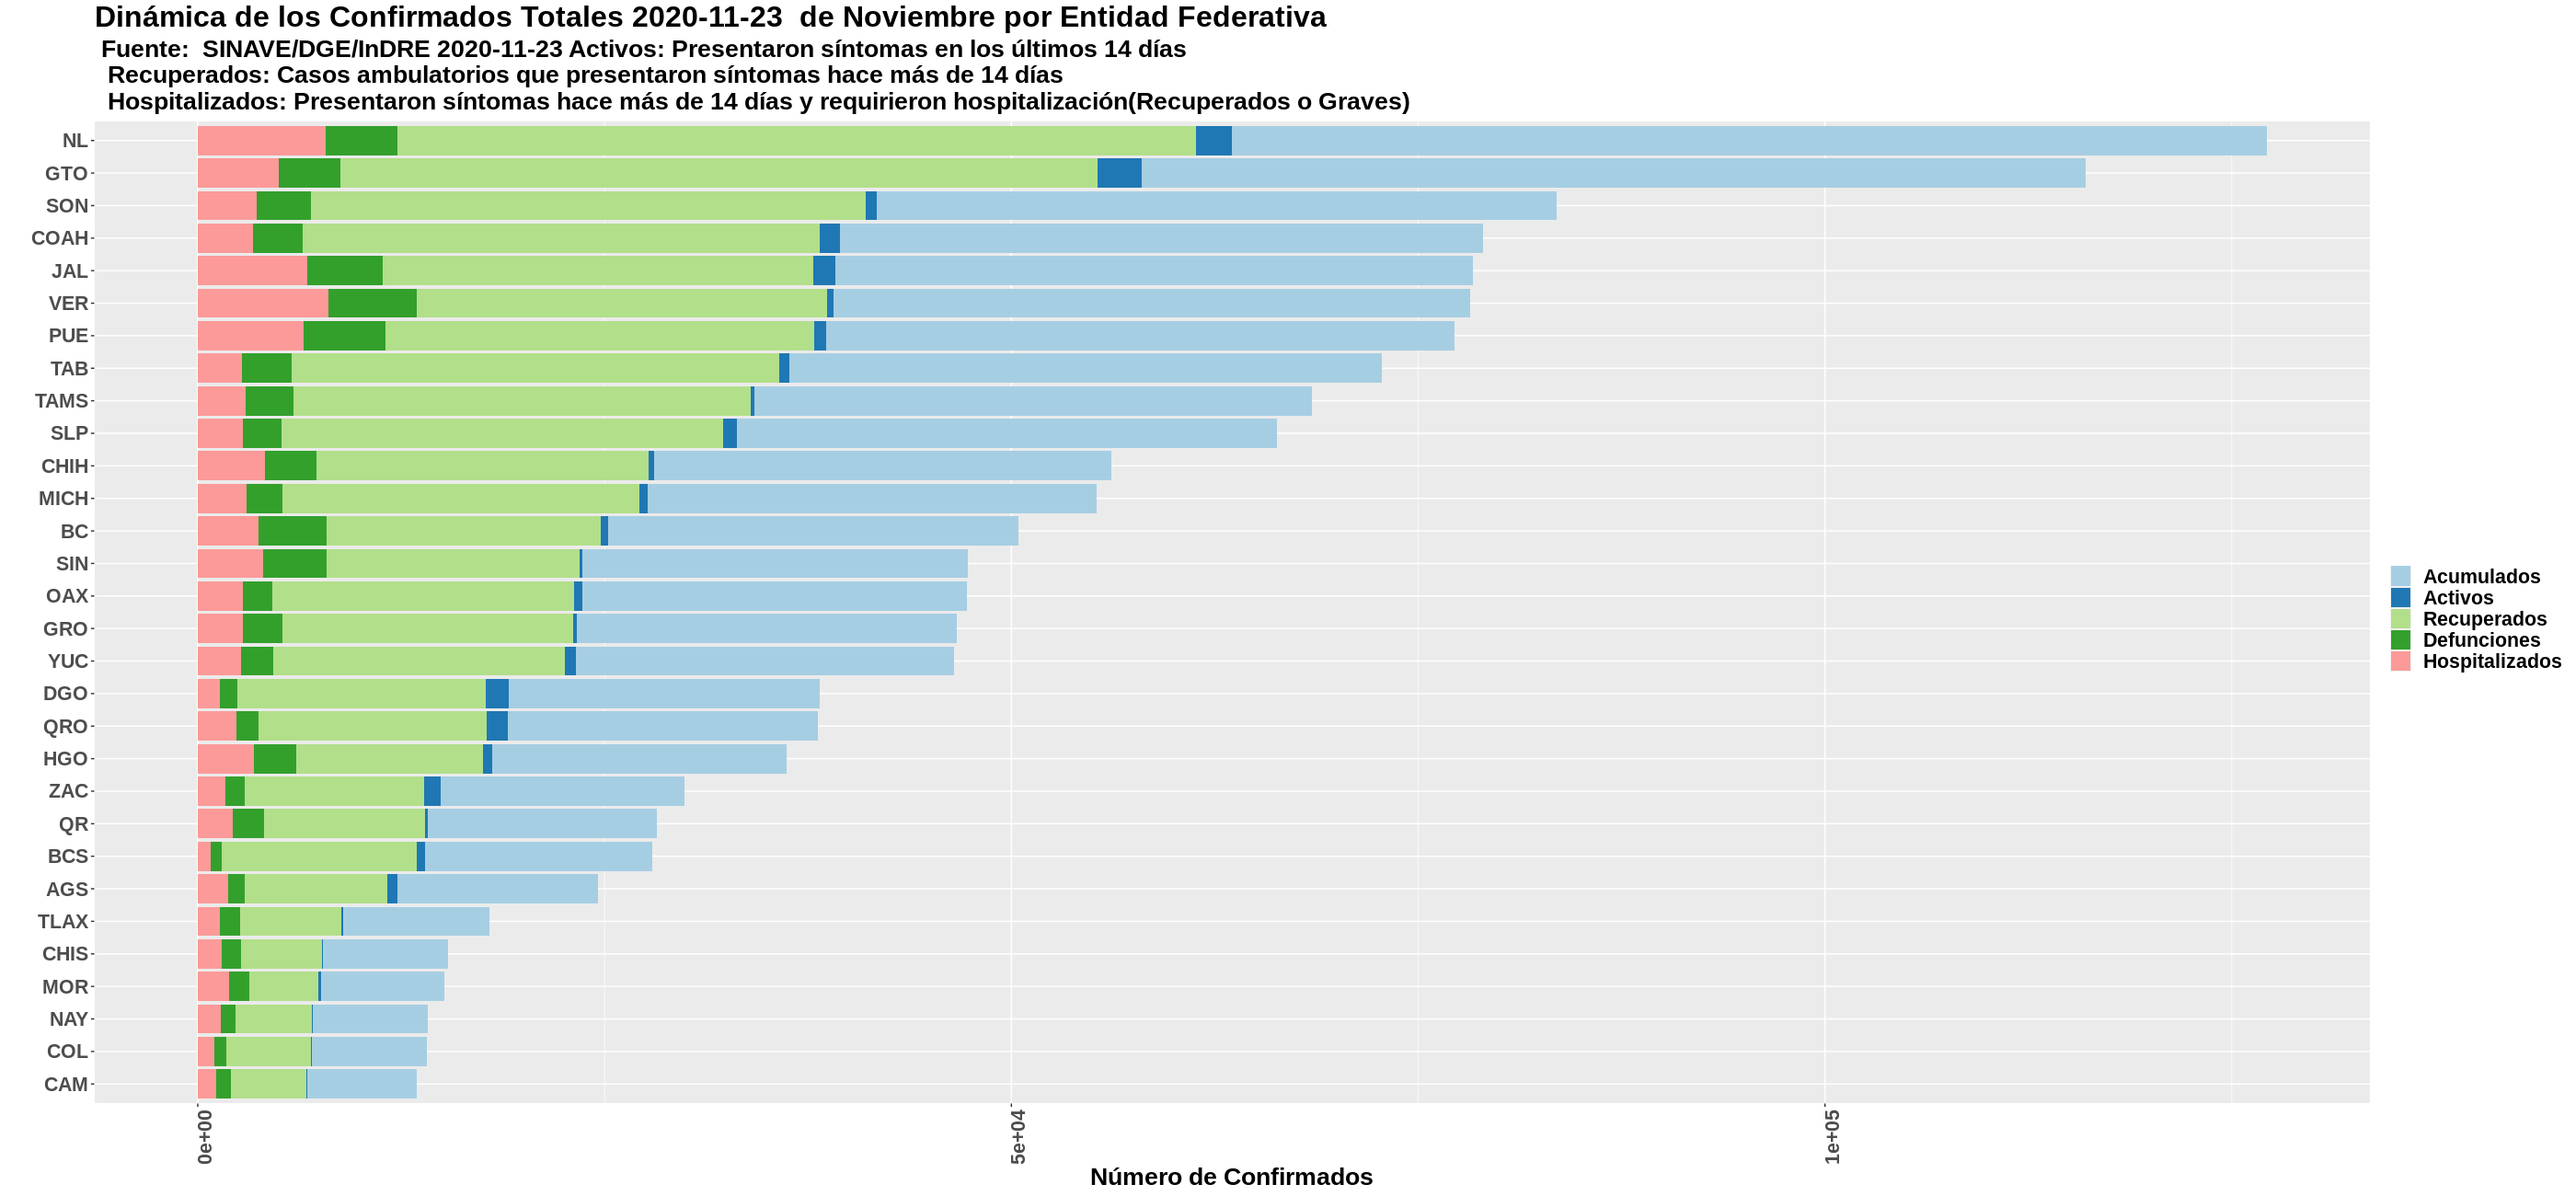 Dinámica de los Confirmados Totales 2020-11-23  de Noviembre por Entidad Federativa
Fuente:  SINAVE/DGE/InDRE 2020-11-23 Activos: Presentaron síntomas en los últimos 14 días
Recuperados: Casos ambulatorios que presentaron síntomas hace más de 14 días
Hospitalizados: Presentaron síntomas hace más de 14 días y requirieron hospitalización(Recuperados o Graves)
NL
GTO
SON
COAH
JAL
VER
PUE
TAB
TAMS
SLP
CHIH
MICH
BC
SIN
OAX
GRO
YUC
DGO
QRO
HGO
ZAC
QR
BCS
AGS
TLAX
CHIS
MOR
NAY
COL
CAM
0e+00
5e+04
1e+05
Número de Confirmados
Acumulados
Activos
Recuperados
Defunciones
Hospitalizados